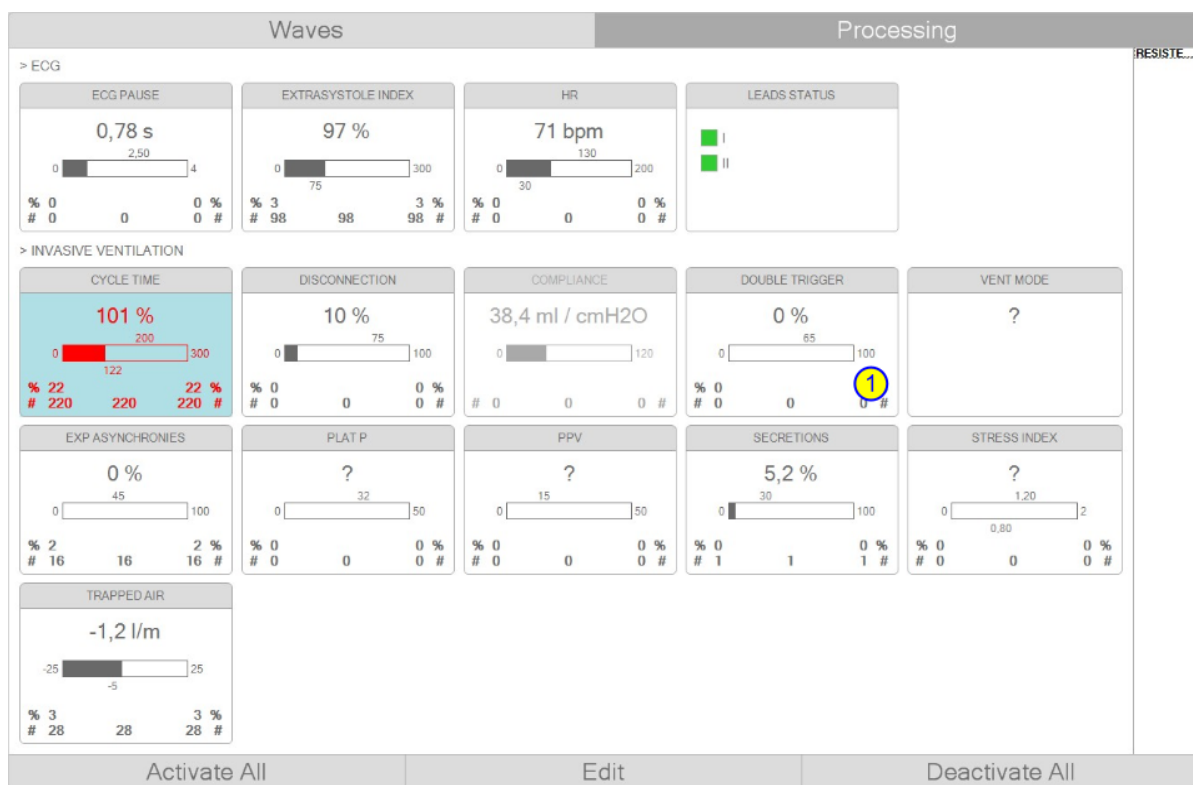 Waves Processing
RESISTE...
> ECG
ECG PAUSE EXTRASYSTOLE INDEX HR LEADS STATUS
0,78 s 97 % 71 bpm
2,50 130
0 4 0 300 0 200
75 30
I
II
% 0 0 % % 3 3 % % 0 0 %
# 0 0 0 # # 98 98 98 # # 0 0 0 #
> INVASIVE VENTILATION
CYCLE TIME DISCONNECTION COMPLIANCE DOUBLE TRIGGER VENT MODE
101 % 10 % 38,4 ml / cmH2O 0 % ?
200 75 65
0 300 0 100 0 120 0 100
122
% 22 22 % % 0 0 % % 0 1
# 220 220 220 # # 0 0 0 # # 0 0 0 # # 0 0 0 #
EXP ASYNCHRONIES PLAT P PPV SECRETIONS STRESS INDEX
0 % ? ? 5,2 % ?
45 32 15 30 1,20
0 100 0 50 0 50 0 100 0 2
0,80
% 2 2 % % 0 0 % % 0 0 % % 0 0 % % 0 0 %
# 16 16 16 # # 0 0 0 # # 0 0 0 # # 1 1 1 # # 0 0 0 #
TRAPPED AIR
-1,2 l/m
-25 25
-5
% 3 3 %
# 28 28 28 #
Activate All Edit Deactivate All